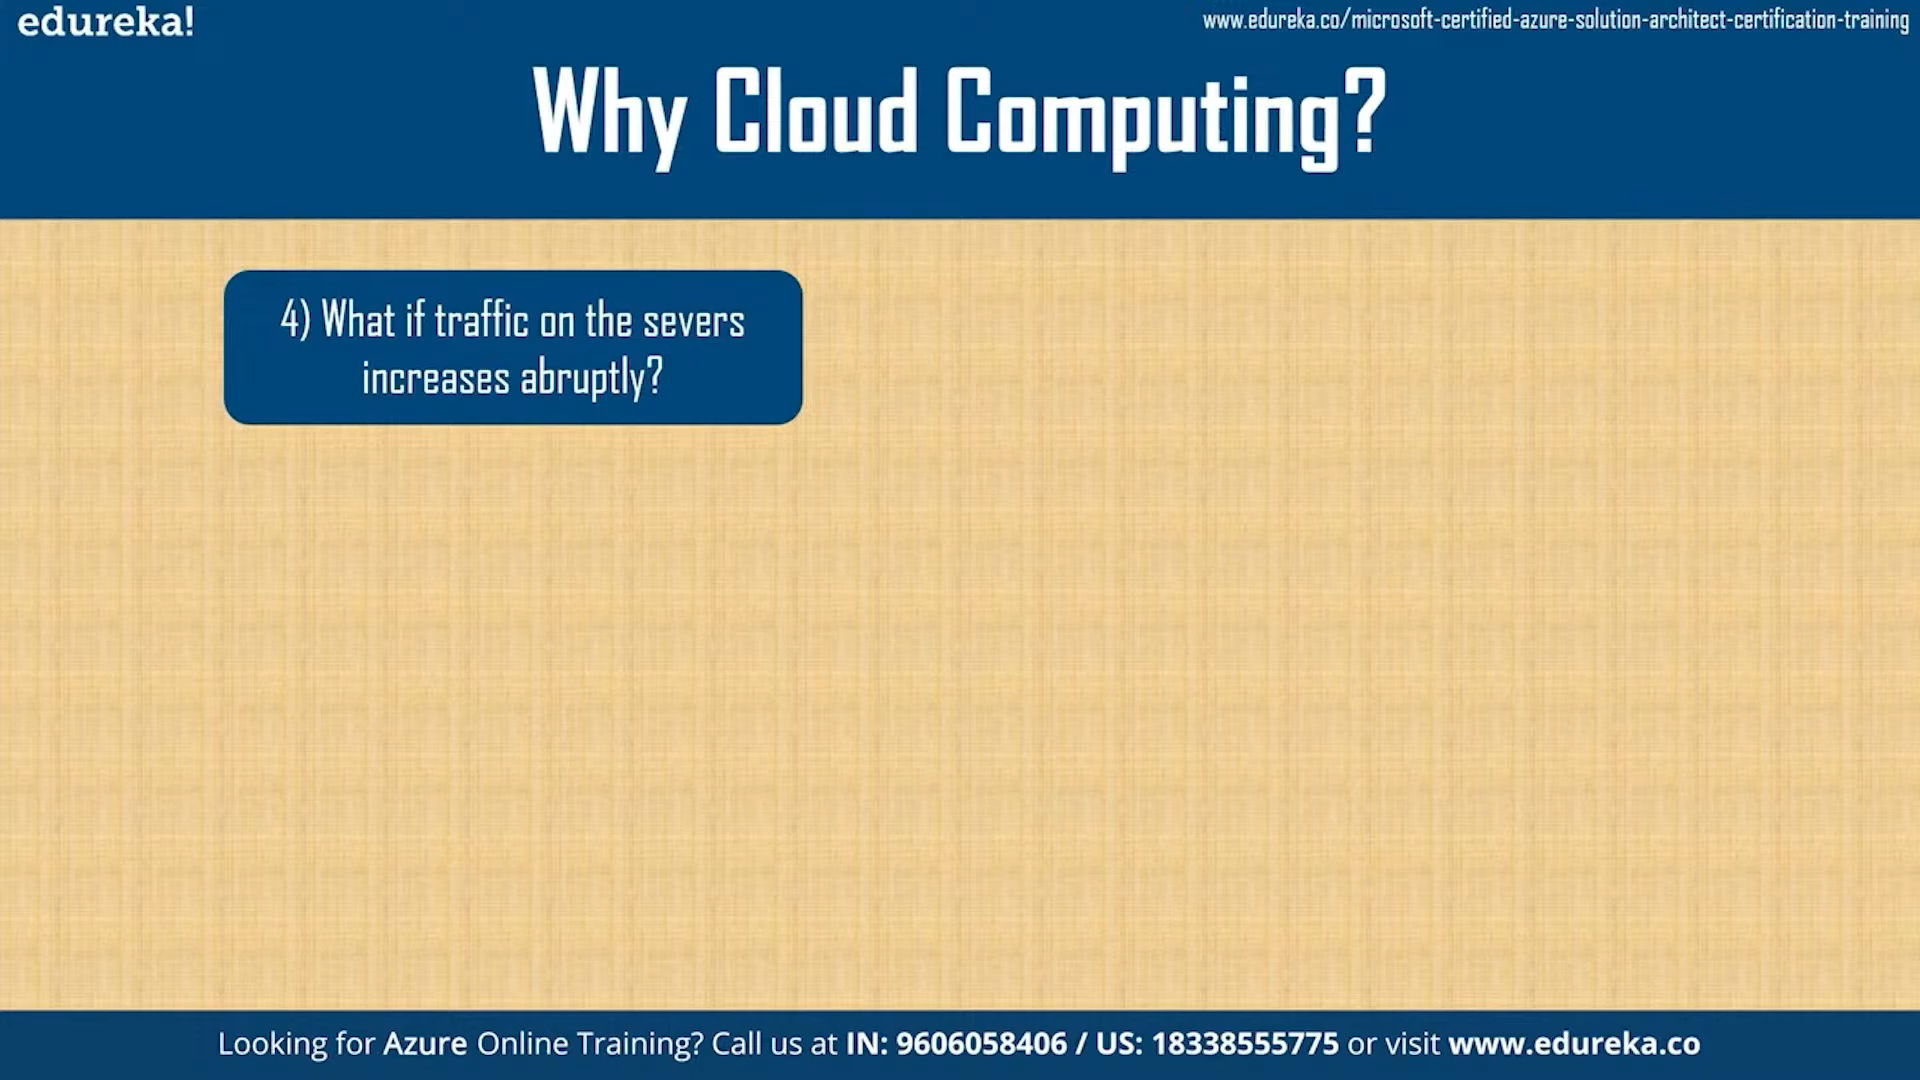 edureka!
www.edureka.co/microsoft-certified-azure-solution-architect-certification-training
Why Cloud Computing?
4) What if traffic on the severs
increases abruptly?
Looking for Azure Online Training? Call us at IN: 9606058406 / US: 18338555775 or visit www.edureka.co